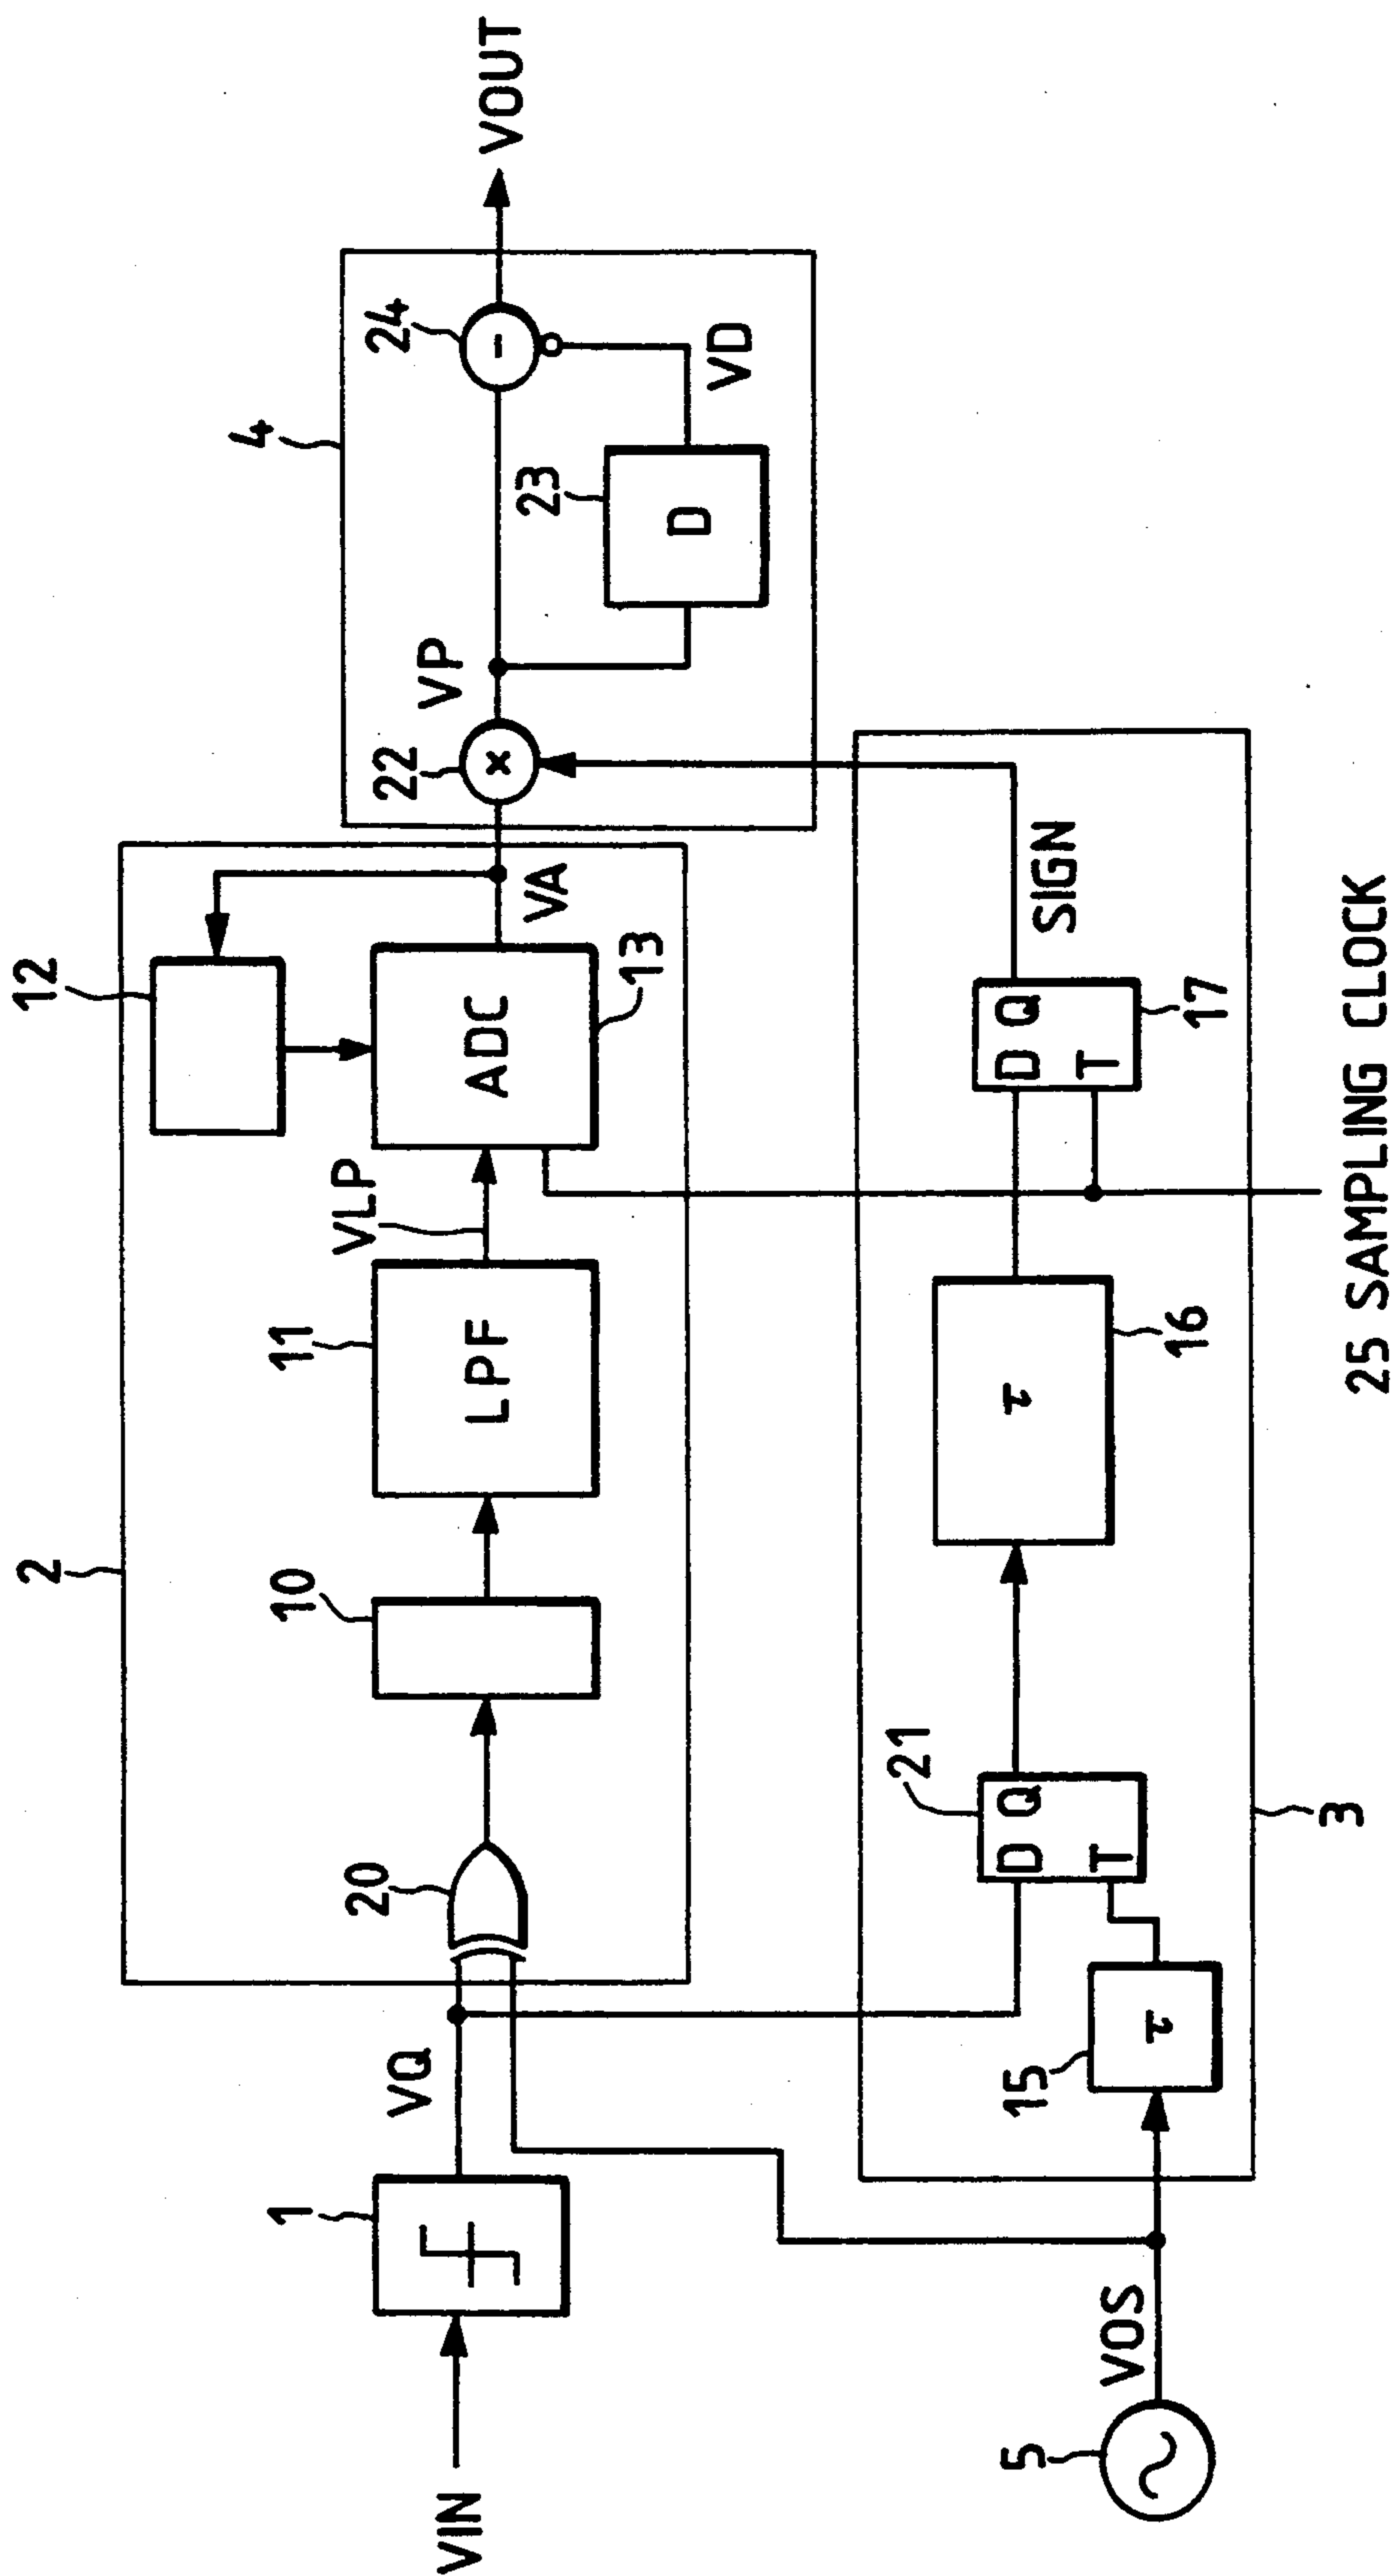 VIN
1
VQ
2
20
10
11
LPF
VLP
12
ADC
13
VA
4
22
×
VP
23
D
VD
24
-
VOUT
5
VOS
3
15
τ
21
D Q
T
16
τ
17
D Q
T
SIGN
25 SAMPLING CLOCK